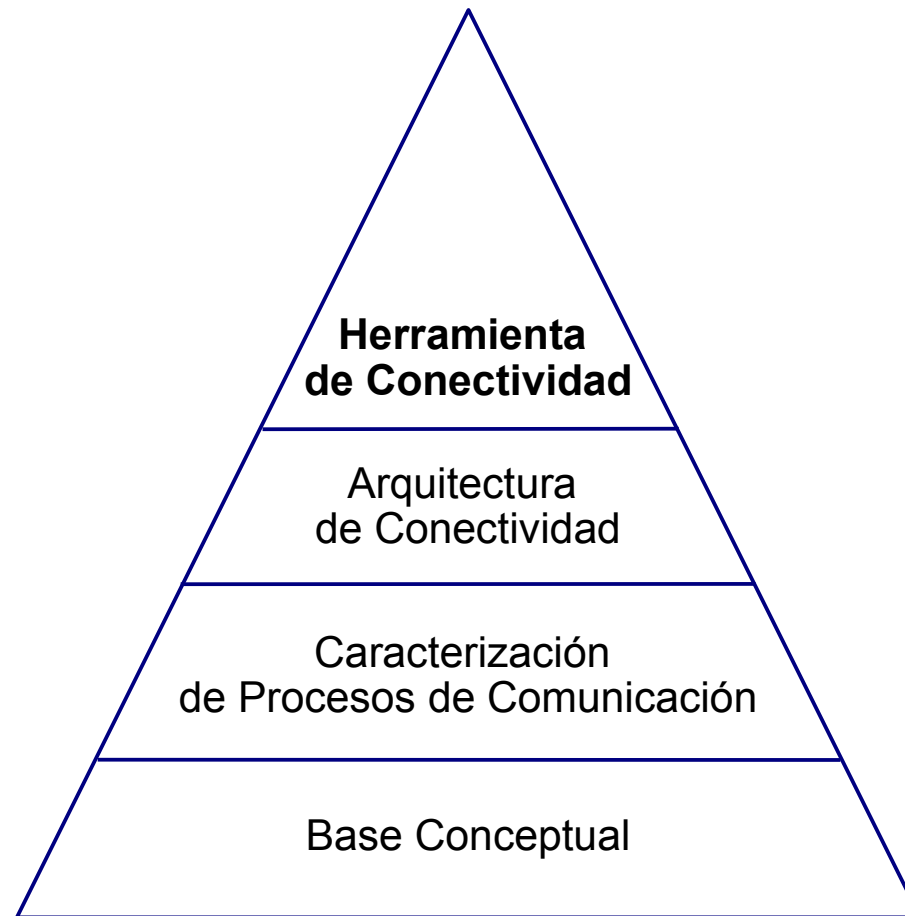 Herramienta
de Conectividad
Arquitectura
de Conectividad
Caracterización
de Procesos de Comunicación
Base Conceptual